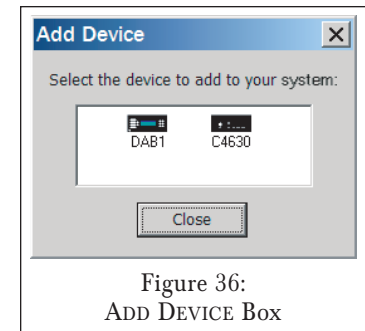 Add Device
Select the device to add to your system:
DAB1 C4630
Close
Figure 36:
ADD DEVICE Box